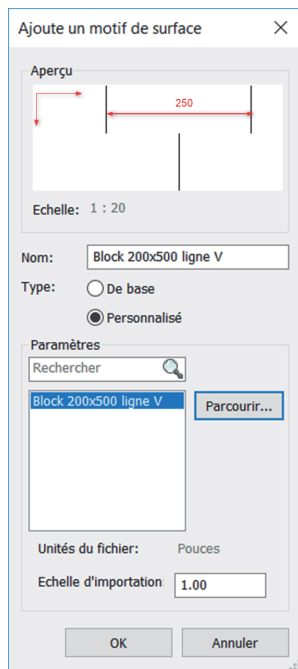 Ajoute un motif de surface
Aperçu
250
Echelle: 1 : 20
Nom: Block 200x500 ligne V
Type: De base
Personnalisé
Paramètres
Rechercher
Block 200x500 ligne V
Parcourir...
Unités du fichier: Pouces
Echelle d'importation: 1.00
OK Annuler